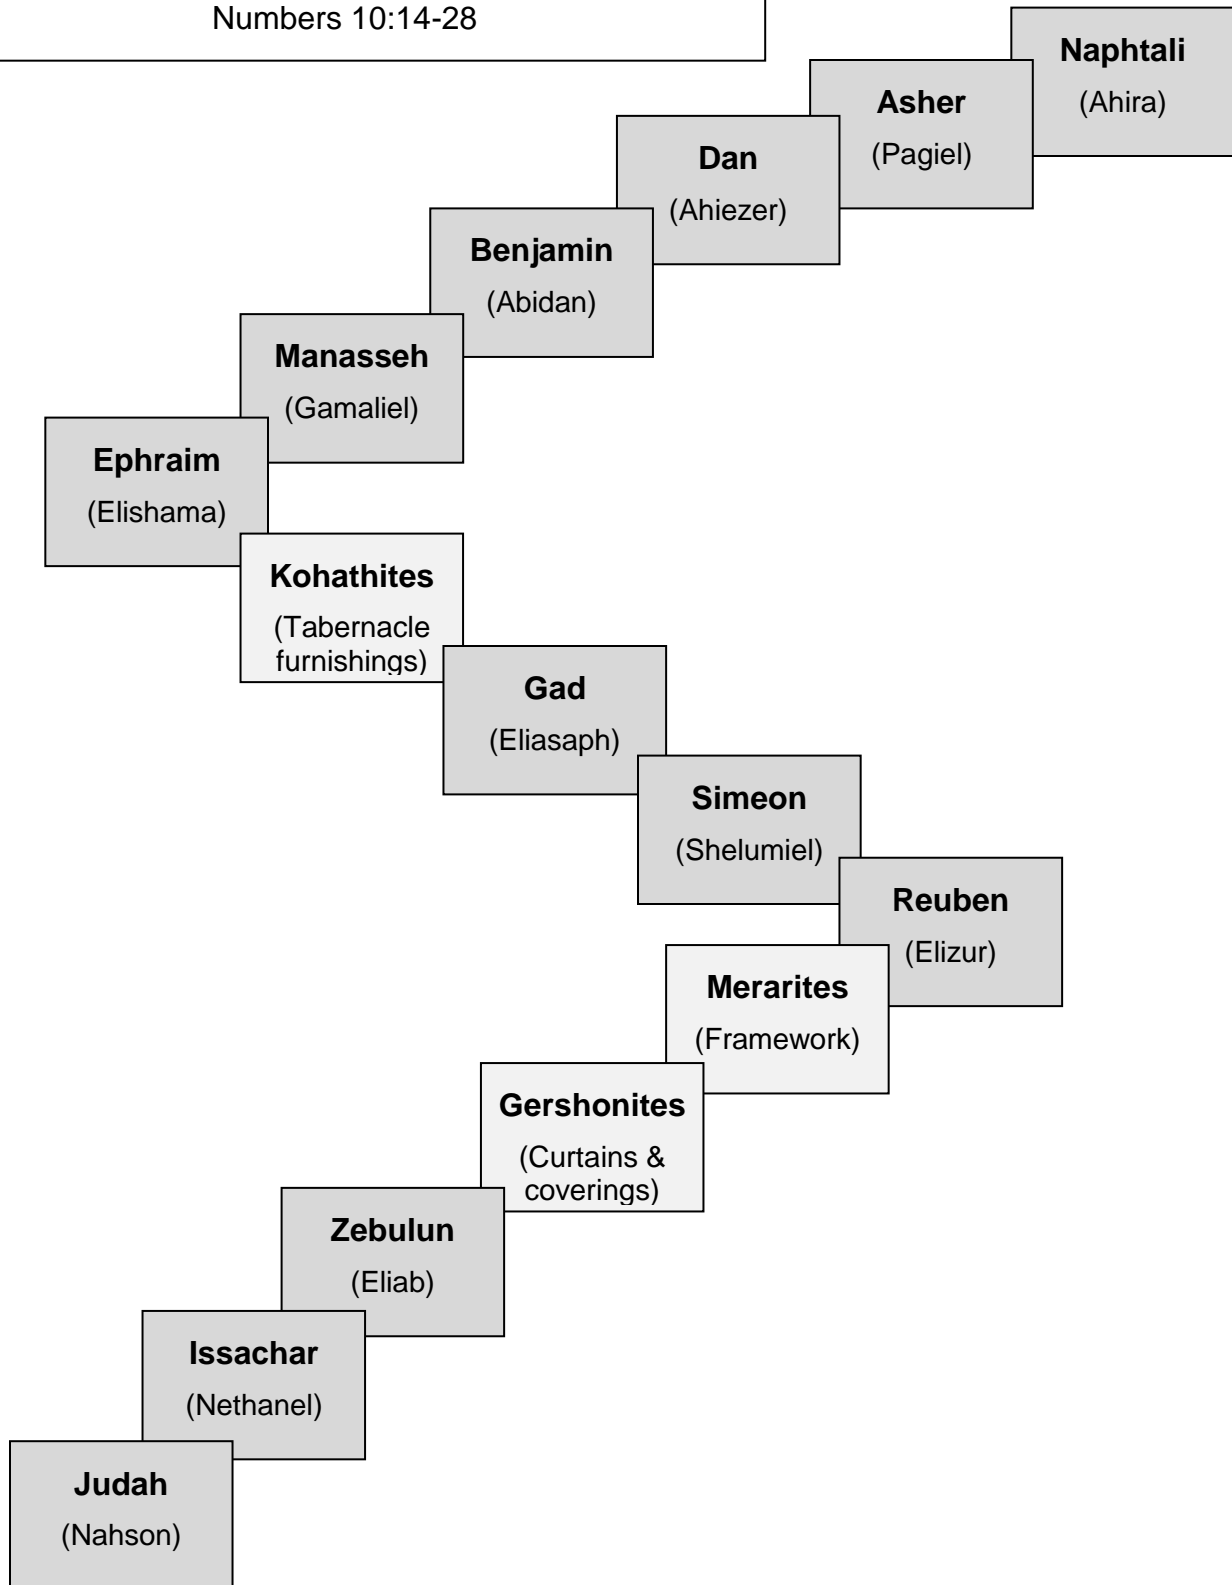 Numbers 10:14-28
Naphtali
(Ahira)
Asher
(Pagiel)
Dan
(Ahiezer)
Benjamin
(Abidan)
Manasseh
(Gamaliel)
Ephraim
(Elishama)
Kohathites
(Tabernacle
furnishings)
Gad
(Eliasaph)
Simeon
(Shelumiel)
Reuben
(Elizur)
Merarites
(Framework)
Gershonites
(Curtains &
coverings)
Zebulun
(Eliab)
Issachar
(Nethanel)
Judah
(Nahson)